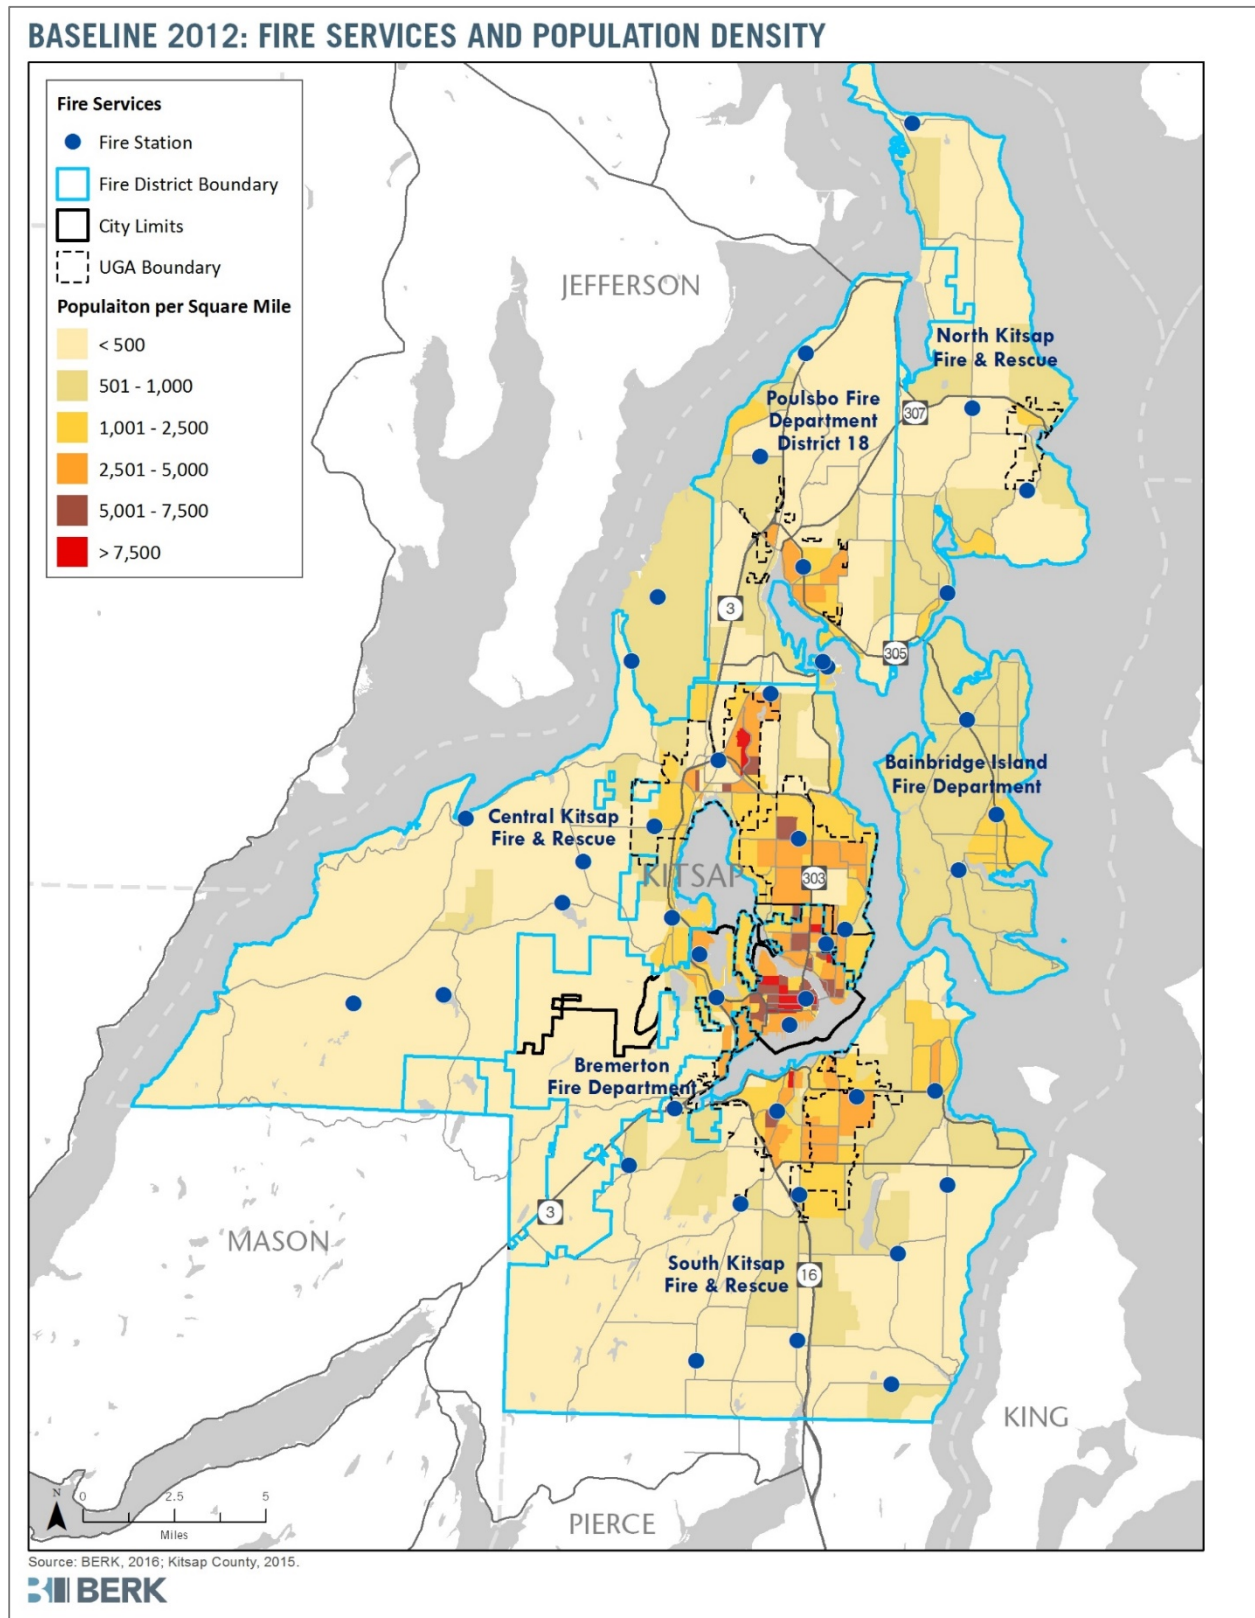 BASELINE 2012: FIRE SERVICES AND POPULATION DENSITY
Fire Services
Fire Station
Fire District Boundary
City Limits
UGA Boundary
Populaiton per Square Mile
< 500
501 - 1,000
1,001 - 2,500
2,501 - 5,000
5,001 - 7,500
> 7,500
JEFFERSON
North Kitsap
Fire & Rescue
Poulsbo Fire
Department
District 18
307
3
305
Bainbridge Island
Fire Department
Central Kitsap
Fire & Rescue
KITSAP
303
Bremerton
Fire Department
3
MASON
South Kitsap
Fire & Rescue
16
KING
PIERCE
N
0 2.5 5
Miles
Source: BERK, 2016; Kitsap County, 2015.
BERK